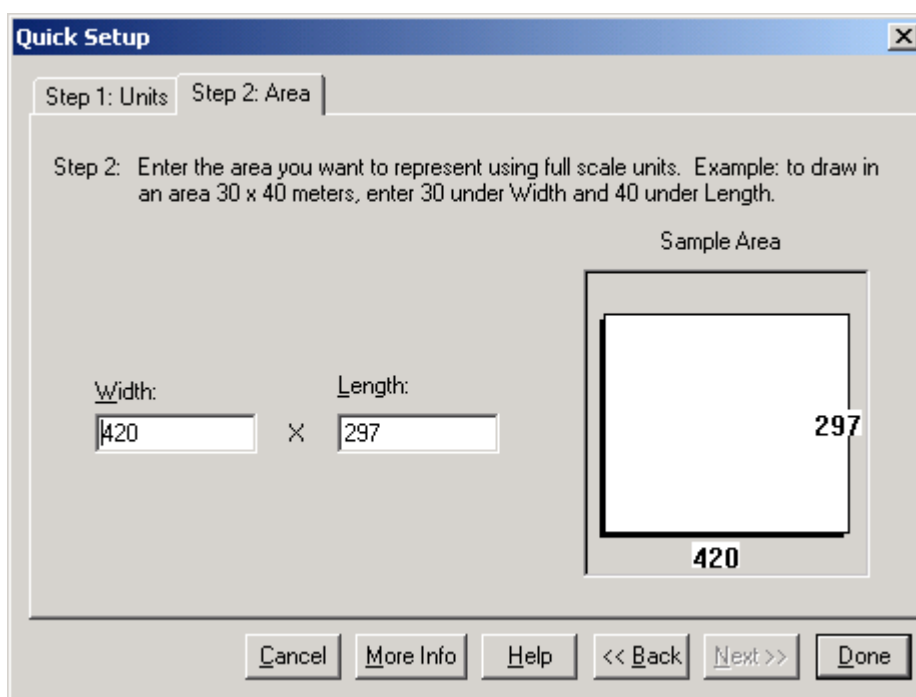 Quick Setup
Step 1: Units
Step 2: Area
Step 2: Enter the area you want to represent using full scale units. Example: to draw in
an area 30 x 40 meters, enter 30 under Width and 40 under Length.
Sample Area
Width:
Length:
420 X 297
297
420
Cancel
More Info
Help
<< Back
Next >>
Done